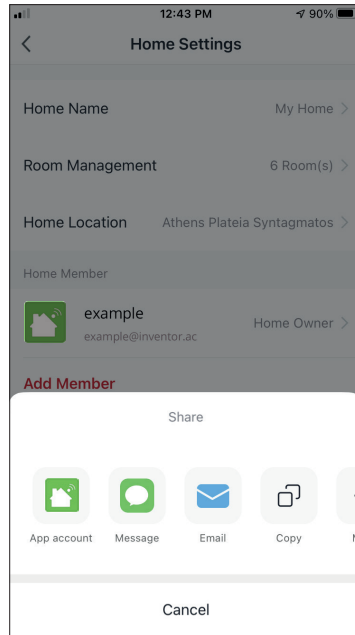 12:43 PM 90%
Home Settings
Home Name My Home
Room Management 6 Room(s)
Home Location Athens Plateia Syntagmatos
Home Member
example
example@inventor.ac Home Owner
Add Member
Share
App account Message Email Copy
Cancel